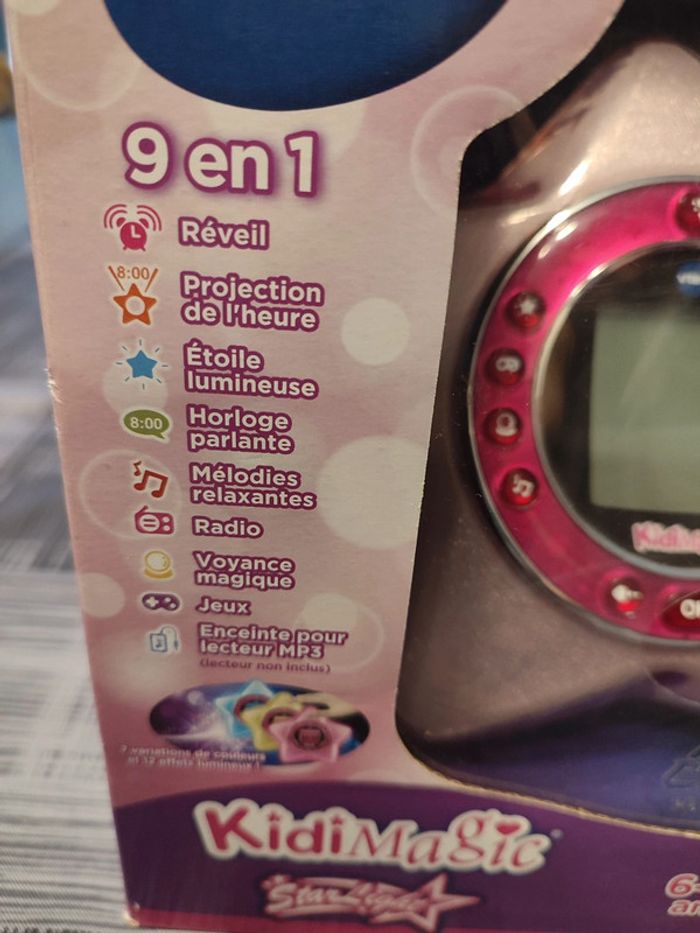 9 en 1
Réveil
8:00
Projection
de l'heure
Étoile
lumineuse
8:00
Horloge
parlante
Mélodies
relaxantes
Radio
Voyance
magique
Jeux
Enceinte pour
lecteur MP3
(lecteur non inclus)
7 variations de couleurs
et 12 effets lumineux !
KidiMagic
StarLight